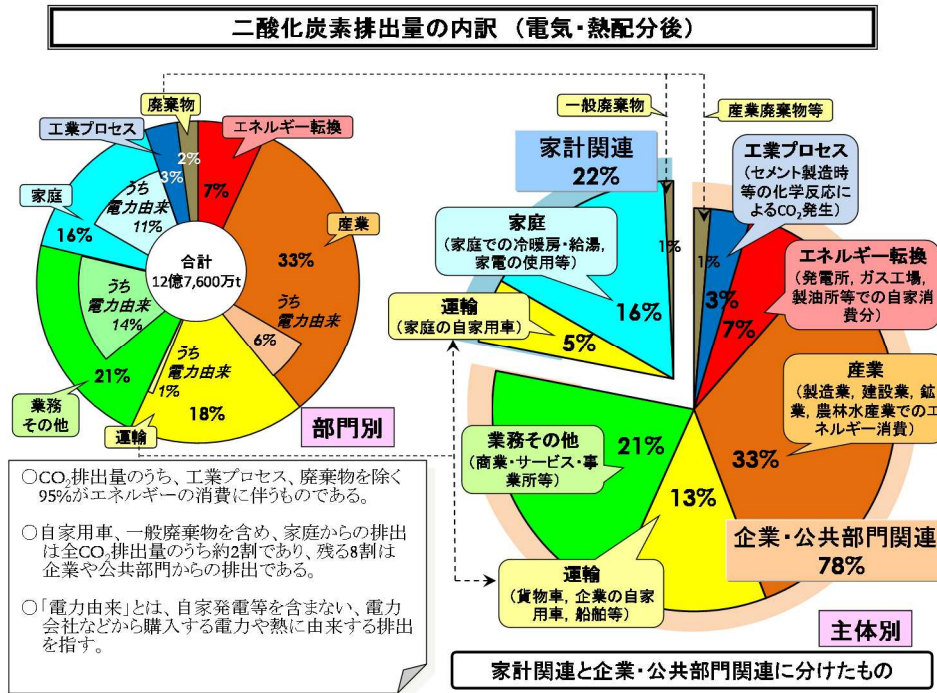 二酸化炭素排出量の内訳 （電気・熱配分後）
廃棄物
工業プロセス
エネルギー転換
2%
3%
7%
家庭
うち
電力由来
11%
16%
産業
33%
合計
12億7,600万t
うち
電力由来
6%
うち
電力由来
14%
うち
電力由来
1%
21%
18%
業務
その他
運輸
部門別
一般廃棄物
産業廃棄物等
家計関連
22%
工業プロセス
（セメント製造時
等の化学反応に
よるCO₂発生）
家庭
（家庭での冷暖房・給湯,
家電の使用等）
1%
1%
エネルギー転換
（発電所, ガス工場,
製油所等での自家消
費分）
運輸
（家庭の自家用車）
16%
3%
7%
5%
産業
（製造業, 建設業, 鉱
業, 農林水産業でのエ
ネルギー消費）
業務その他
（商業・サービス・事
業所等）
21%
33%
13%
企業・公共部門関連
78%
運輸
（貨物車, 企業の自家
用車, 船舶等）
主体別
家計関連と企業・公共部門関連に分けたもの
○CO₂排出量のうち、工業プロセス、廃棄物を除く
95%がエネルギーの消費に伴うものである。
○自家用車、一般廃棄物を含め、家庭からの排出
は全CO₂排出量のうち約2割であり、残る8割は
企業や公共部門からの排出である。
○「電力由来」とは、自家発電等を含まない、電力
会社などから購入する電力や熱に由来する排出
を指す。